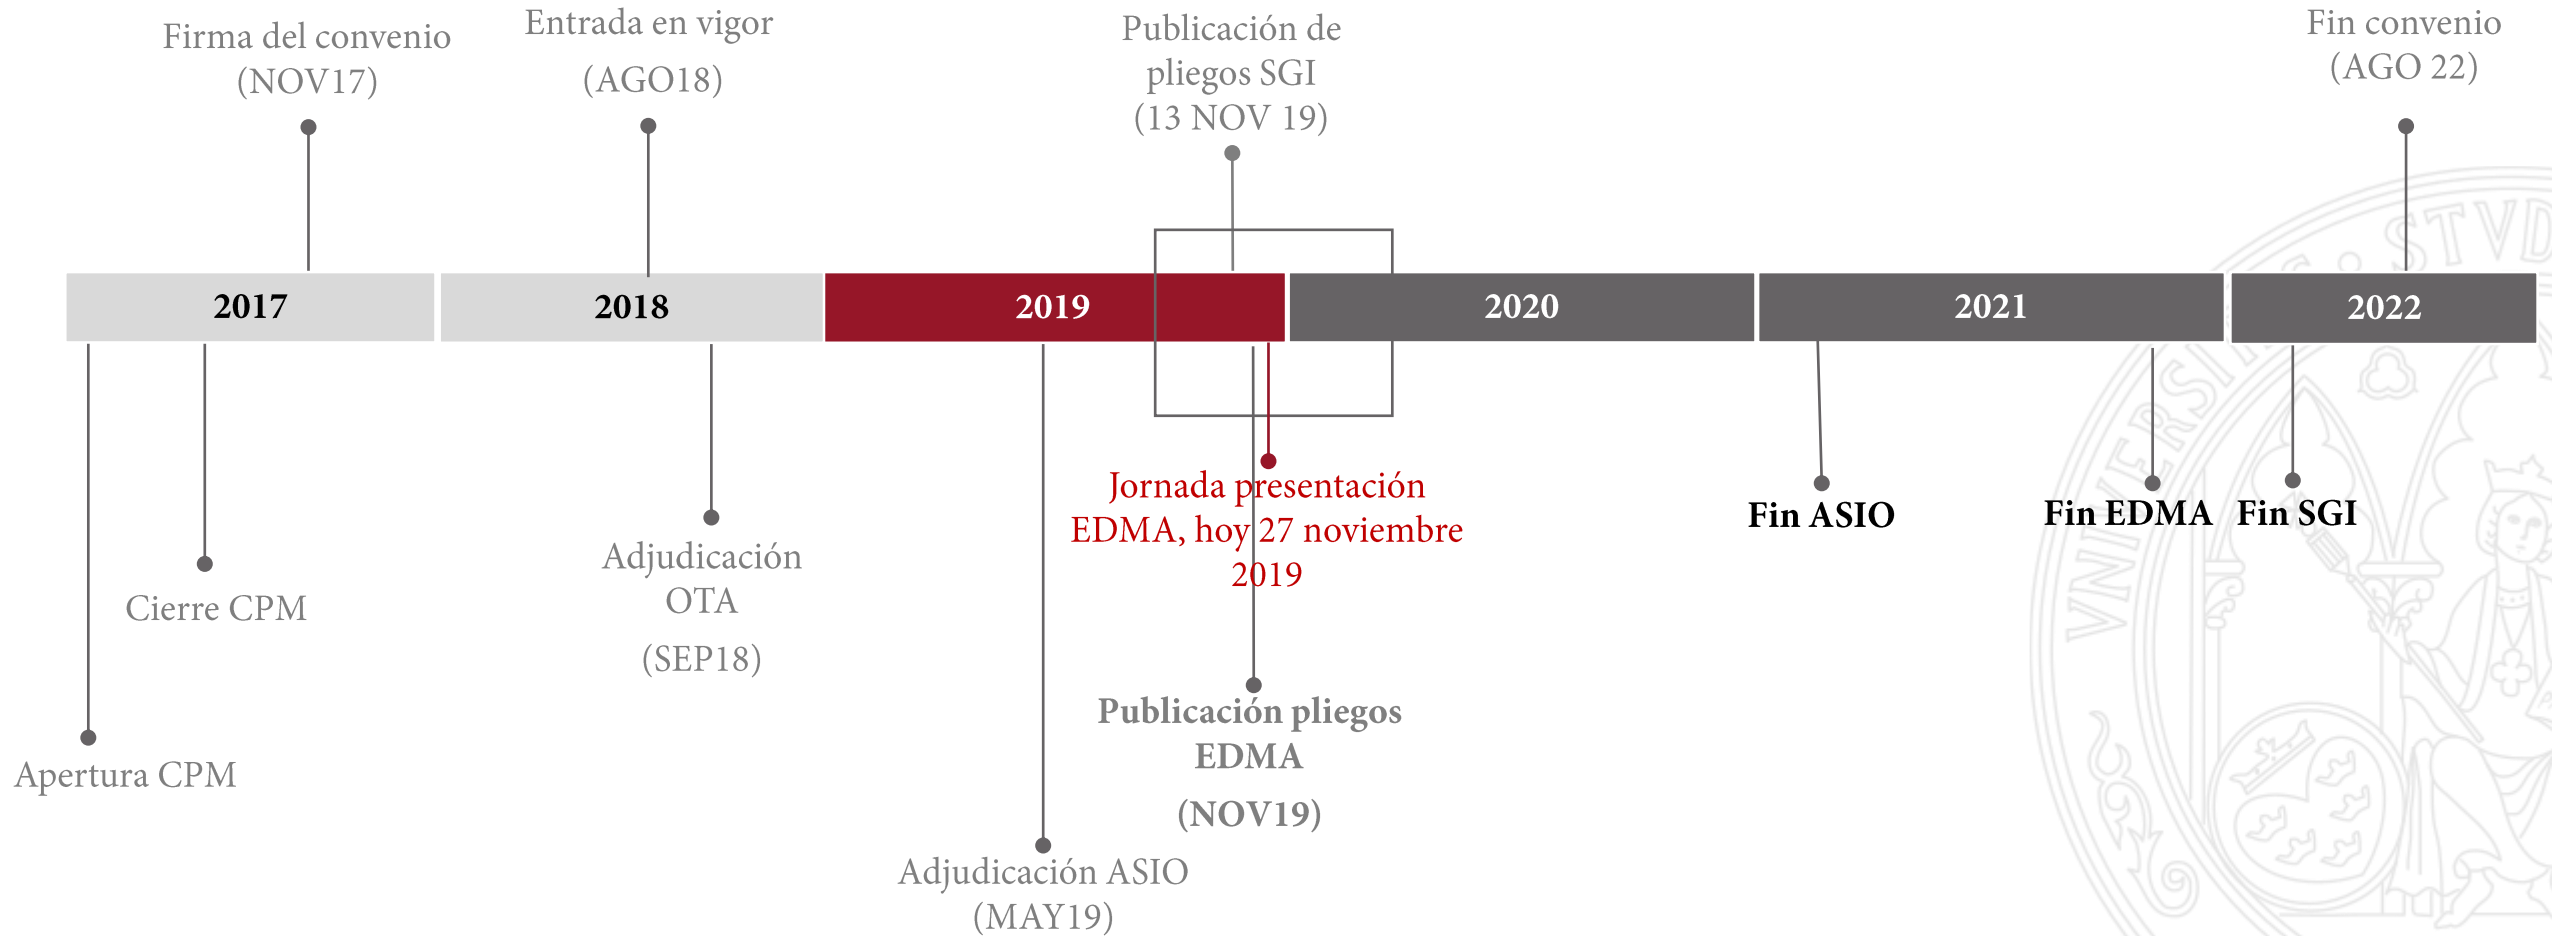 Firma del convenio
(NOV17)
Entrada en vigor
(AGO18)
Publicación de
pliegos SGI
(13 NOV 19)
Fin convenio
(AGO 22)
2017
2018
2019
2020
2021
2022
Apertura CPM
Cierre CPM
Adjudicación
OTA
(SEP18)
Adjudicación ASIO
(MAY19)
Jornada presentación
EDMA, hoy 27 noviembre
2019
Publicación pliegos
EDMA
(NOV19)
Fin ASIO
Fin EDMA
Fin SGI